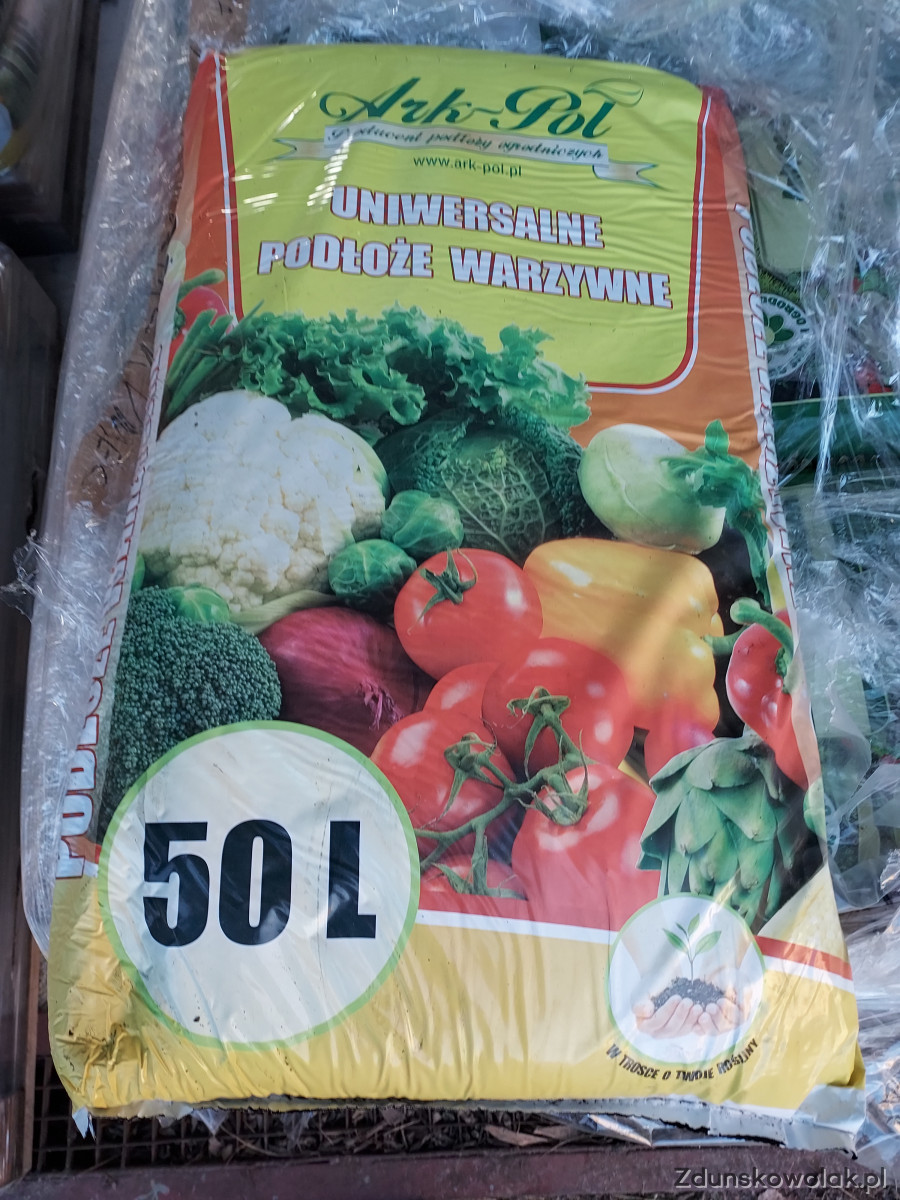 Ark-Pol
Producent podłoży ogrodniczych
www.ark-pol.pl
UNIWERSALNE
PODŁOŻE WARZYWNE
50 L
W TROSCE O TWOJE ROŚLINY
Zdunskowolak.pl